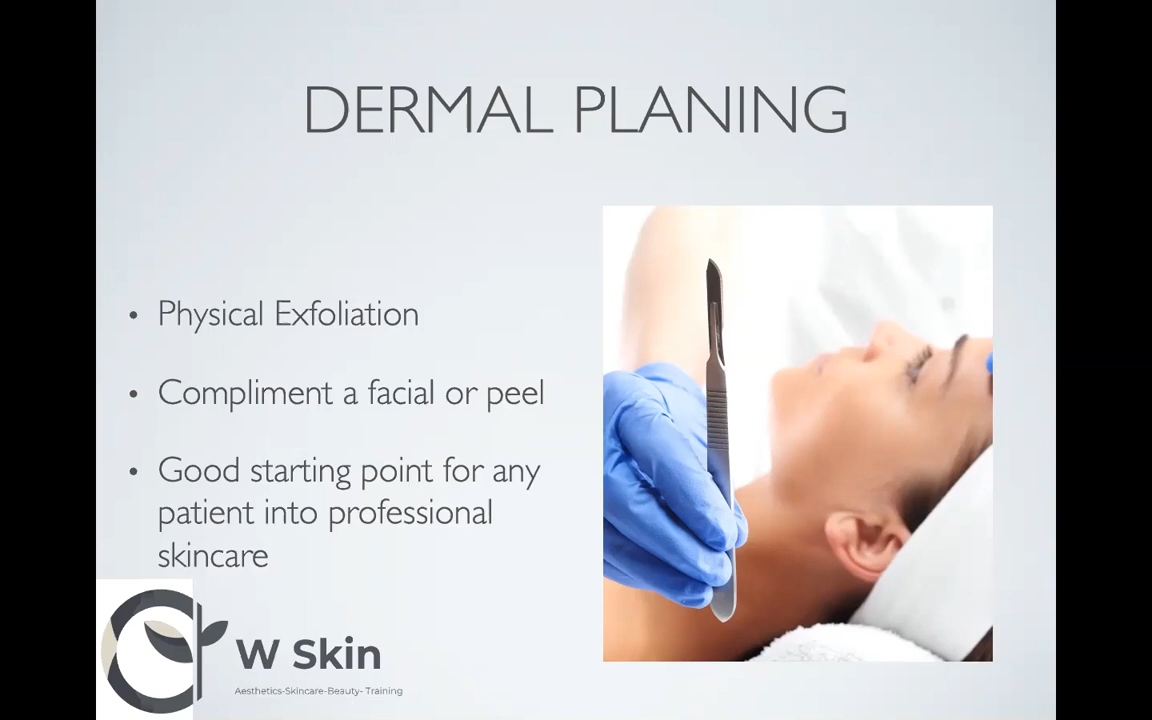 DERMAL PLANING
• Physical Exfoliation
• Compliment a facial or peel
• Good starting point for any
patient into professional
skincare
W Skin
Aesthetics-Skincare-Beauty- Training